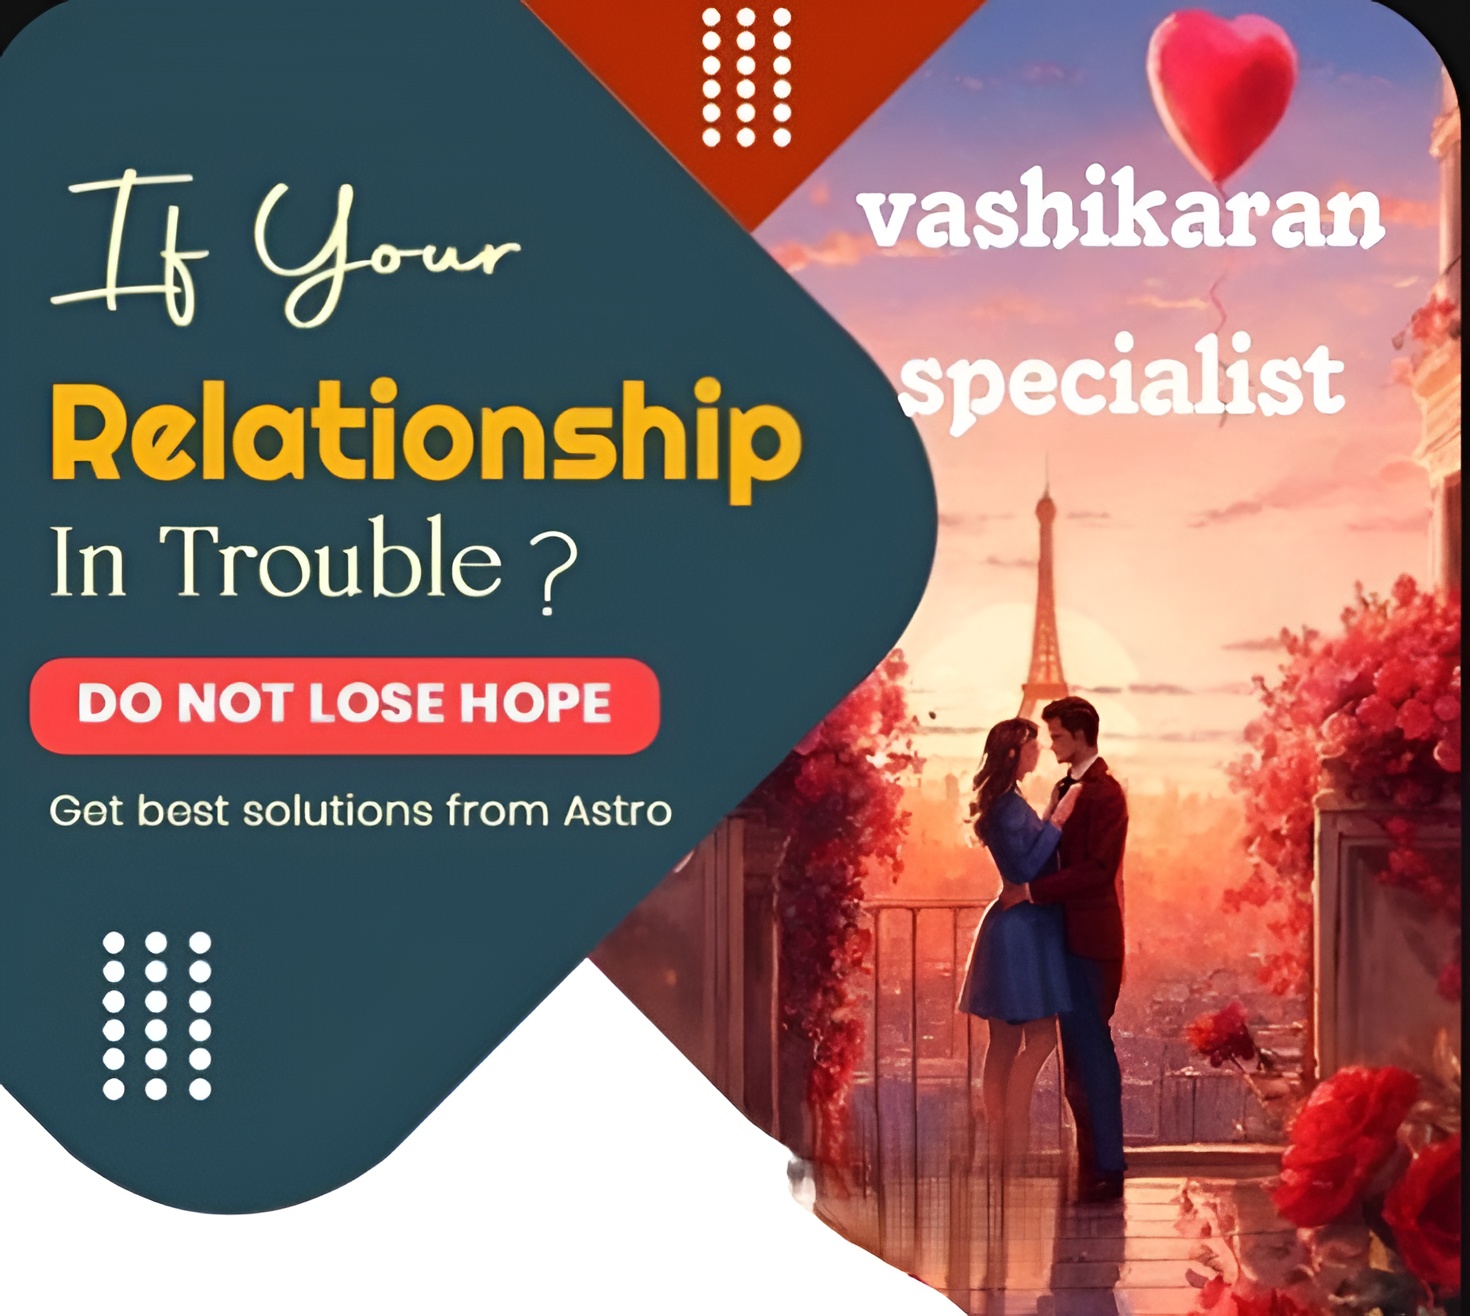 If Your
Relationship
In Trouble ?
DO NOT LOSE HOPE
Get best solutions from Astro
vashikaran
specialist